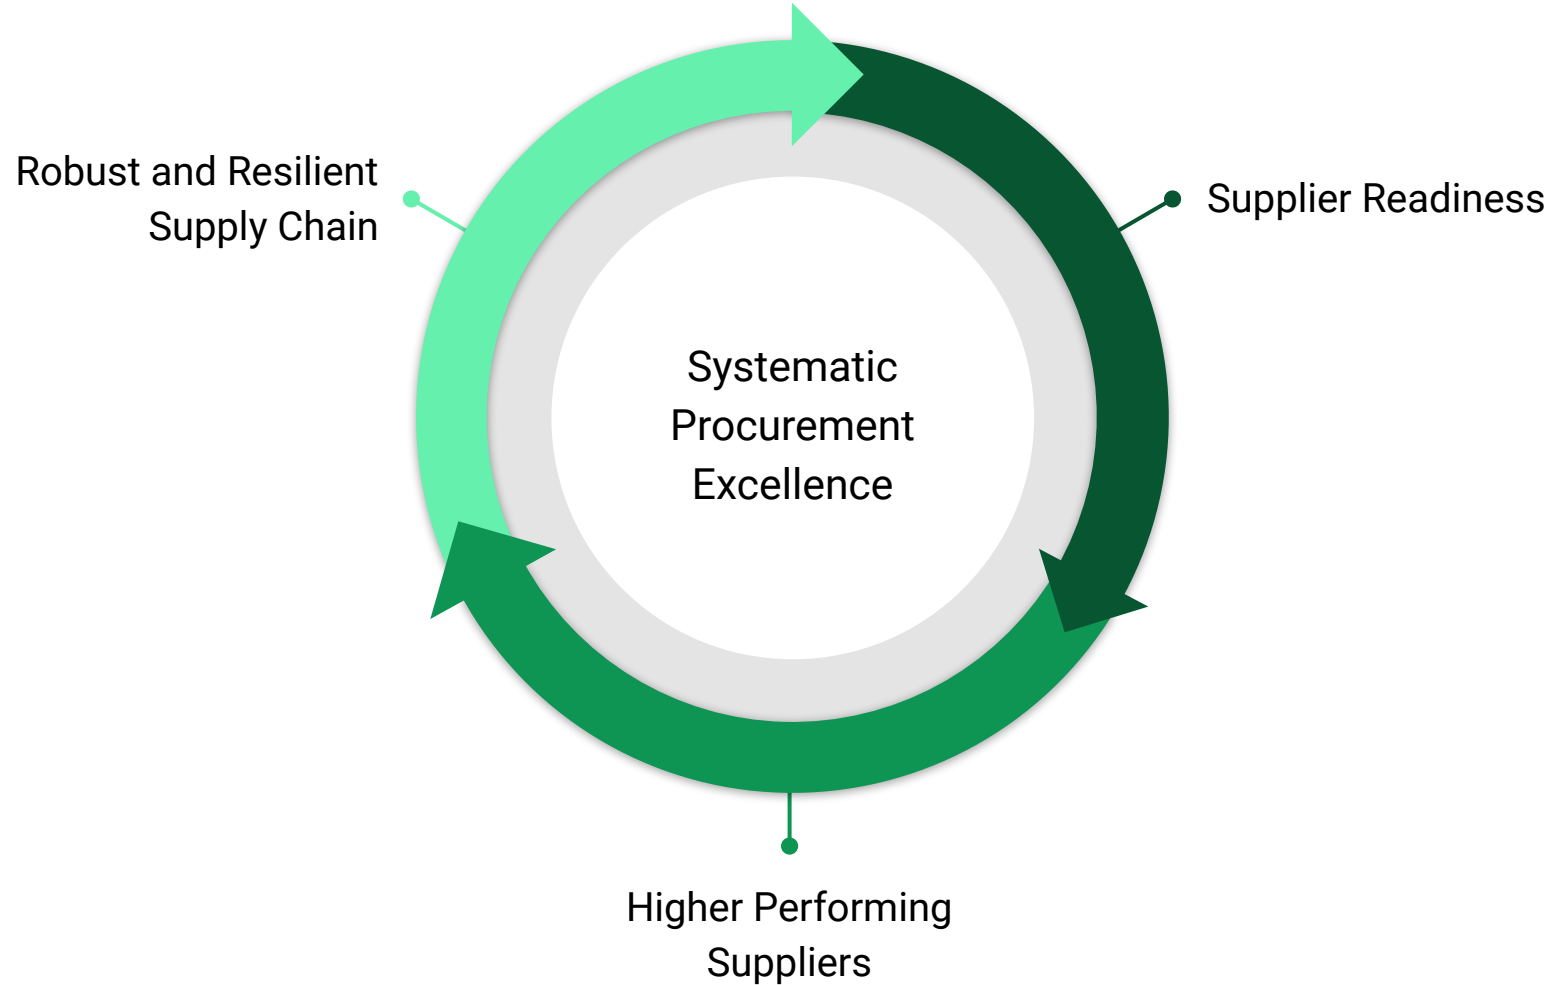 Robust and Resilient
Supply Chain
Supplier Readiness
Systematic
Procurement
Excellence
Higher Performing
Suppliers